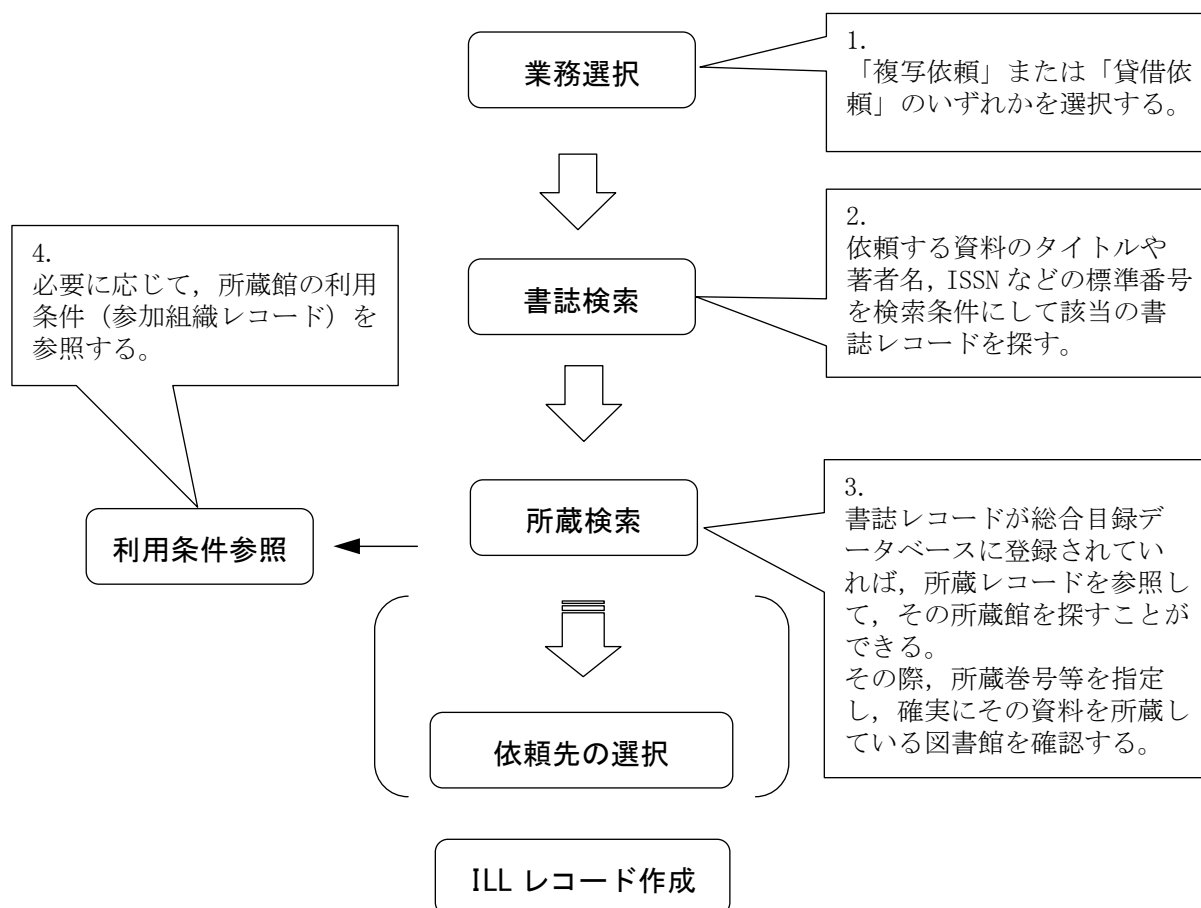 業務選択
1.
「複写依頼」または「貸借依
頼」のいずれかを選択する。
書誌検索
2.
依頼する資料のタイトルや
著者名，ISSN などの標準番号
を検索条件にして該当の書
誌レコードを探す。
所蔵検索
3.
書誌レコードが総合目録デ
ータベースに登録されてい
れば，所蔵レコードを参照し
て，その所蔵館を探すことが
できる。
その際，所蔵巻号等を指定
し，確実にその資料を所蔵し
ている図書館を確認する。
4.
必要に応じて，所蔵館の利用
条件（参加組織レコード）を
参照する。
利用条件参照
依頼先の選択
ILL レコード作成